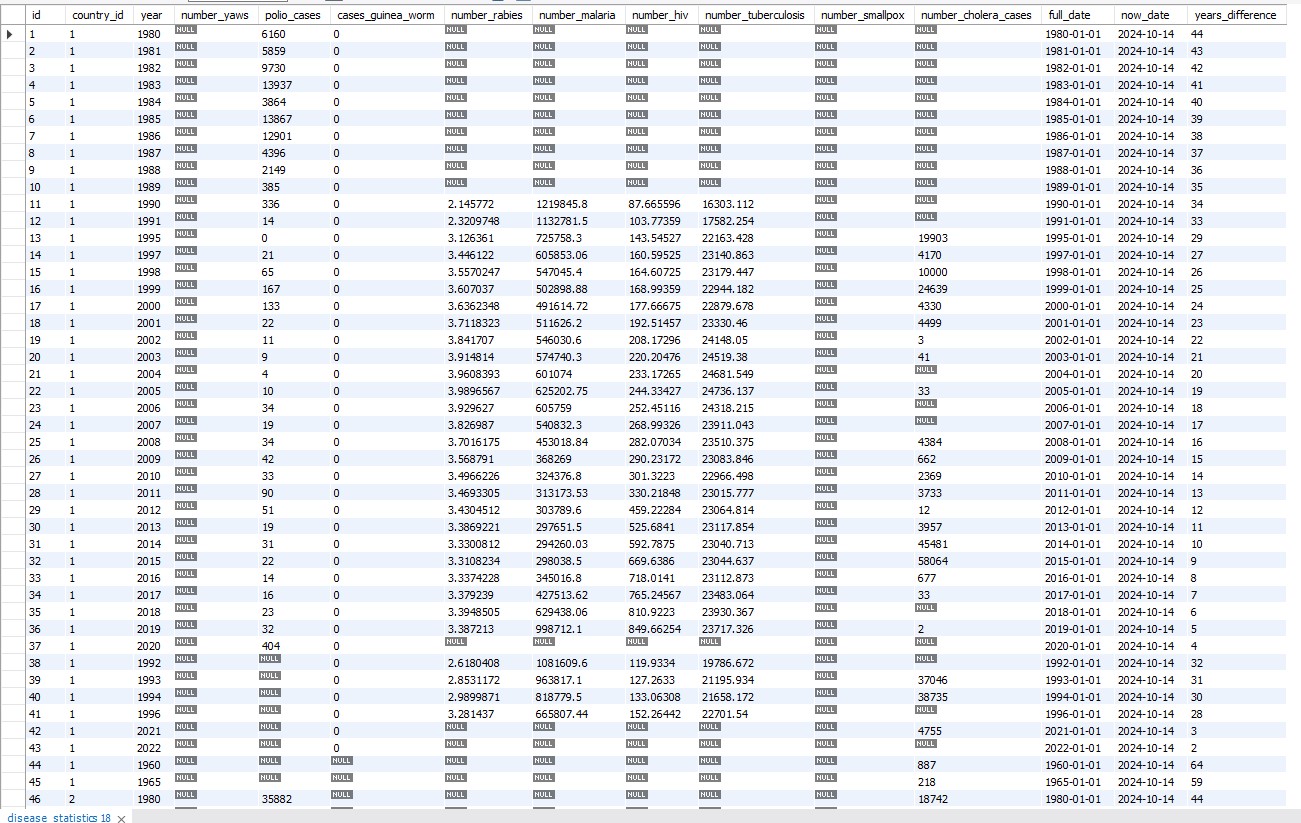 id country_id year number_yaws polio_cases cases_guinea_worm number_rabies number_malaria number_hiv number_tuberculosis number_smallpox number_cholera_cases full_date now_date years_difference
1 1 1980 NULL 6160 0 NULL NULL NULL NULL NULL NULL 1980-01-01 2024-10-14 44
2 1 1981 NULL 5859 0 NULL NULL NULL NULL NULL NULL 1981-01-01 2024-10-14 43
3 1 1982 NULL 9730 0 NULL NULL NULL NULL NULL NULL 1982-01-01 2024-10-14 42
4 1 1983 NULL 13937 0 NULL NULL NULL NULL NULL NULL 1983-01-01 2024-10-14 41
5 1 1984 NULL 3864 0 NULL NULL NULL NULL NULL NULL 1984-01-01 2024-10-14 40
6 1 1985 NULL 13867 0 NULL NULL NULL NULL NULL NULL 1985-01-01 2024-10-14 39
7 1 1986 NULL 12901 0 NULL NULL NULL NULL NULL NULL 1986-01-01 2024-10-14 38
8 1 1987 NULL 4396 0 NULL NULL NULL NULL NULL NULL 1987-01-01 2024-10-14 37
9 1 1988 NULL 2149 0 NULL NULL NULL NULL NULL NULL 1988-01-01 2024-10-14 36
10 1 1989 NULL 385 0 NULL NULL NULL NULL NULL NULL 1989-01-01 2024-10-14 35
11 1 1990 NULL 336 0 2.145772 1219845.8 87.665596 16303.112 NULL NULL 1990-01-01 2024-10-14 34
12 1 1991 NULL 14 0 2.3209748 1132781.5 103.77359 17582.254 NULL NULL 1991-01-01 2024-10-14 33
13 1 1995 NULL 0 0 3.126361 725758.3 143.54527 22163.428 NULL 19903 1995-01-01 2024-10-14 29
14 1 1997 NULL 21 0 3.446122 605853.06 160.59525 23140.863 NULL 4170 1997-01-01 2024-10-14 27
15 1 1998 NULL 65 0 3.5570247 547045.4 164.60725 23179.447 NULL 10000 1998-01-01 2024-10-14 26
16 1 1999 NULL 167 0 3.607037 502898.88 168.99359 22944.182 NULL 24639 1999-01-01 2024-10-14 25
17 1 2000 NULL 133 0 3.6362348 491614.72 177.66675 22879.678 NULL 4330 2000-01-01 2024-10-14 24
18 1 2001 NULL 22 0 3.7118323 511626.2 192.51457 23330.46 NULL 4499 2001-01-01 2024-10-14 23
19 1 2002 NULL 11 0 3.841707 546030.6 208.17296 24148.05 NULL 3 2002-01-01 2024-10-14 22
20 1 2003 NULL 9 0 3.914814 574740.3 220.20476 24519.38 NULL 41 2003-01-01 2024-10-14 21
21 1 2004 NULL 4 0 3.9608393 601074 233.17265 24681.549 NULL NULL 2004-01-01 2024-10-14 20
22 1 2005 NULL 10 0 3.9896567 625202.75 244.33427 24736.137 NULL 33 2005-01-01 2024-10-14 19
23 1 2006 NULL 34 0 3.929627 605759 252.45116 24318.215 NULL NULL 2006-01-01 2024-10-14 18
24 1 2007 NULL 19 0 3.826987 540832.3 268.99326 23911.043 NULL NULL 2007-01-01 2024-10-14 17
25 1 2008 NULL 34 0 3.7016175 453018.84 282.07034 23510.375 NULL 4384 2008-01-01 2024-10-14 16
26 1 2009 NULL 42 0 3.568791 368269 290.23172 23083.846 NULL 662 2009-01-01 2024-10-14 15
27 1 2010 NULL 33 0 3.4966226 324376.8 301.3223 22966.498 NULL 2369 2010-01-01 2024-10-14 14
28 1 2011 NULL 90 0 3.4693305 313173.53 330.21848 23015.777 NULL 3733 2011-01-01 2024-10-14 13
29 1 2012 NULL 51 0 3.4304512 303789.6 459.22284 23064.814 NULL 12 2012-01-01 2024-10-14 12
30 1 2013 NULL 19 0 3.3869221 297651.5 525.6841 23117.854 NULL 3957 2013-01-01 2024-10-14 11
31 1 2014 NULL 31 0 3.3300812 294260.03 592.7875 23040.713 NULL 45481 2014-01-01 2024-10-14 10
32 1 2015 NULL 22 0 3.3108234 298038.5 669.6386 23044.637 NULL 58064 2015-01-01 2024-10-14 9
33 1 2016 NULL 14 0 3.3374228 345016.8 718.0141 23112.873 NULL 677 2016-01-01 2024-10-14 8
34 1 2017 NULL 16 0 3.379239 427513.62 765.24567 23483.064 NULL 33 2017-01-01 2024-10-14 7
35 1 2018 NULL 23 0 3.3948505 629438.06 810.9223 23930.367 NULL NULL 2018-01-01 2024-10-14 6
36 1 2019 NULL 32 0 3.387213 998712.1 849.66254 23717.326 NULL 2 2019-01-01 2024-10-14 5
37 1 2020 NULL 404 0 NULL NULL NULL NULL NULL NULL 2020-01-01 2024-10-14 4
38 1 1992 NULL NULL 0 2.6180408 1081609.6 119.9334 19786.672 NULL NULL 1992-01-01 2024-10-14 32
39 1 1993 NULL NULL 0 2.8531172 963817.1 127.2633 21195.934 NULL 37046 1993-01-01 2024-10-14 31
40 1 1994 NULL NULL 0 2.9899871 818779.5 133.06308 21658.172 NULL 38735 1994-01-01 2024-10-14 30
41 1 1996 NULL NULL 0 3.281437 665807.44 152.26442 22701.54 NULL NULL 1996-01-01 2024-10-14 28
42 1 2021 NULL NULL 0 NULL NULL NULL NULL NULL 4755 2021-01-01 2024-10-14 3
43 1 2022 NULL NULL 0 NULL NULL NULL NULL NULL NULL 2022-01-01 2024-10-14 2
44 1 1960 NULL NULL NULL NULL NULL NULL NULL NULL 887 1960-01-01 2024-10-14 64
45 1 1965 NULL NULL NULL NULL NULL NULL NULL NULL 218 1965-01-01 2024-10-14 59
46 2 1980 NULL 35882 0 NULL NULL NULL NULL NULL 18742 1980-01-01 2024-10-14 44
disease_statistics 18